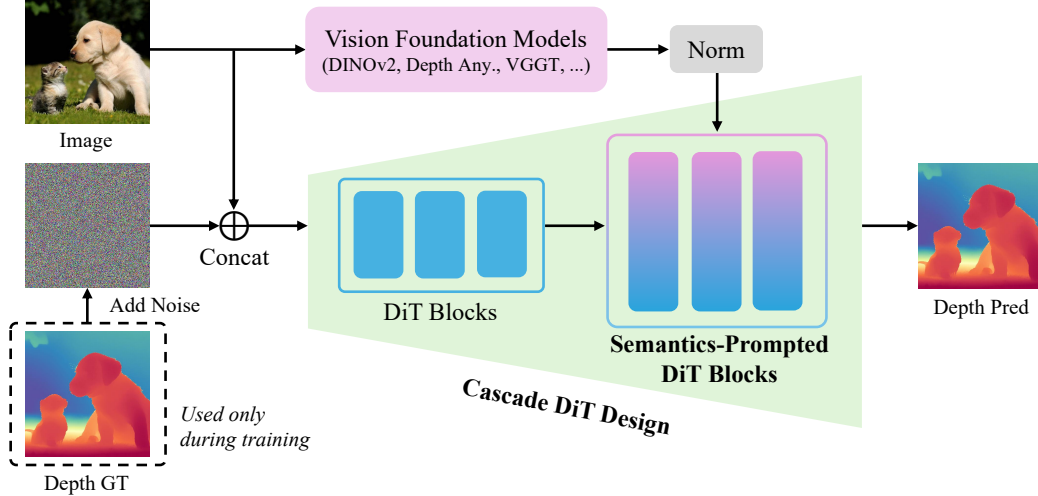 Image
Vision Foundation Models
(DINOv2, Depth Any., VGGT, ...)
Norm
Concat
Add Noise
Depth GT
Used only
during training
DiT Blocks
Semantics-Prompted
DiT Blocks
Cascade DiT Design
Depth Pred